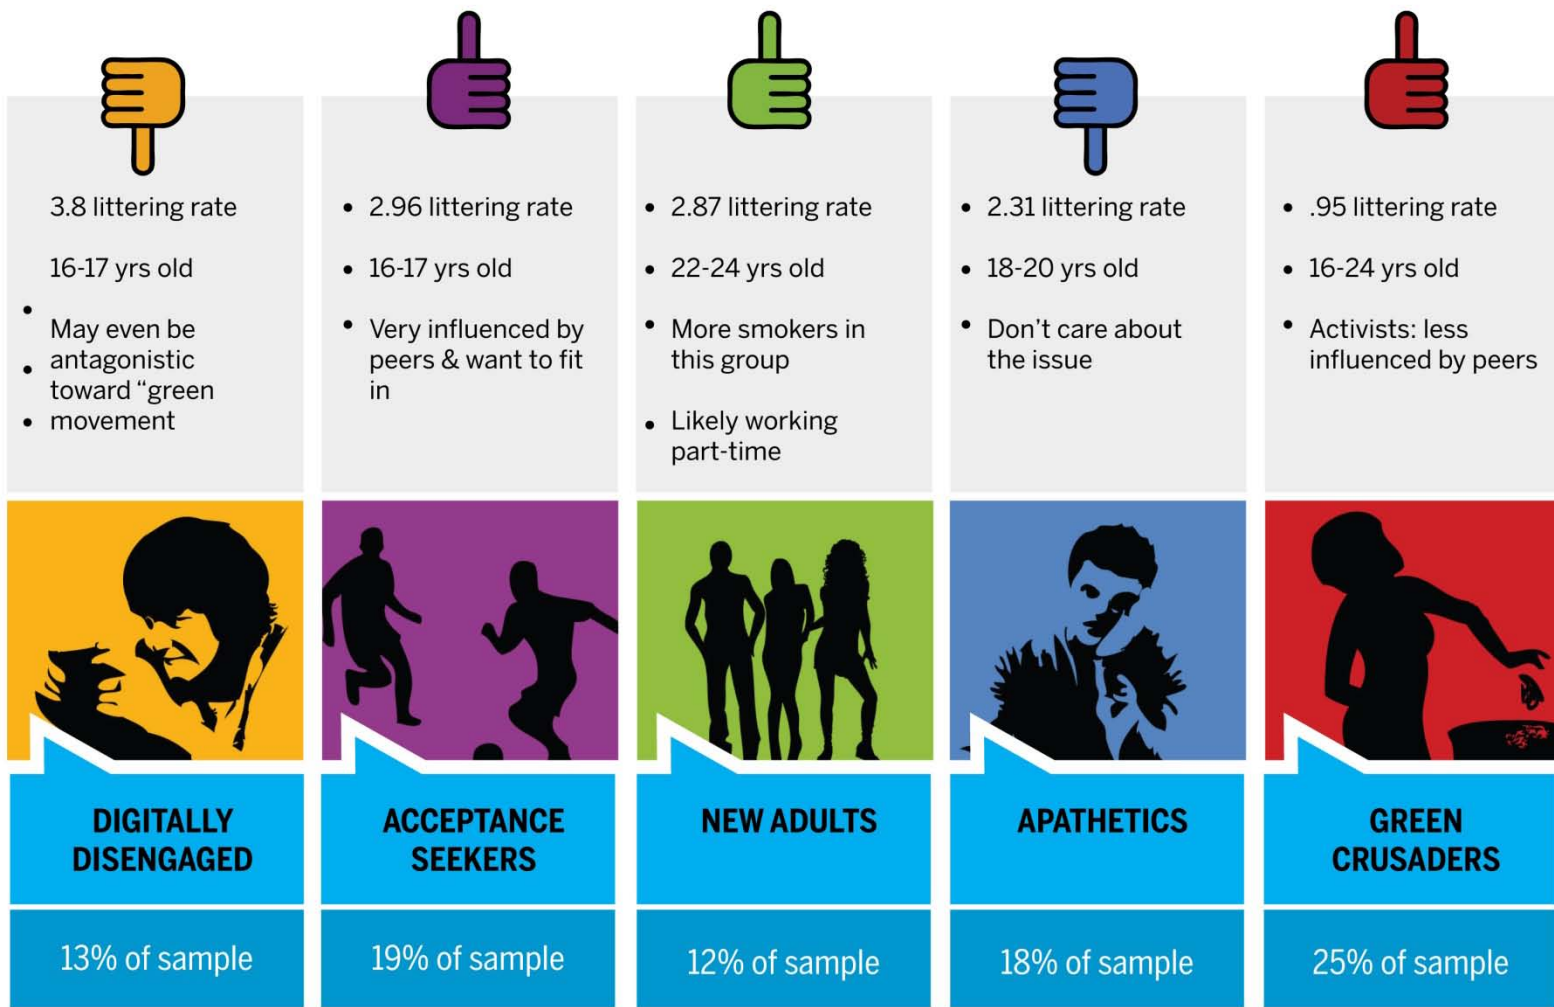 3.8 littering rate
16-17 yrs old
•
May even be
• antagonistic
toward “green
• movement
DIGITALLY
DISENGAGED
13% of sample
• 2.96 littering rate
• 16-17 yrs old
• Very influenced by
peers & want to fit
in
ACCEPTANCE
SEEKERS
19% of sample
• 2.87 littering rate
• 22-24 yrs old
• More smokers in
this group
• Likely working
part-time
NEW ADULTS
12% of sample
• 2.31 littering rate
• 18-20 yrs old
• Don’t care about
the issue
APATHETICS
18% of sample
• .95 littering rate
• 16-24 yrs old
• Activists: less
influenced by peers
GREEN
CRUSADERS
25% of sample